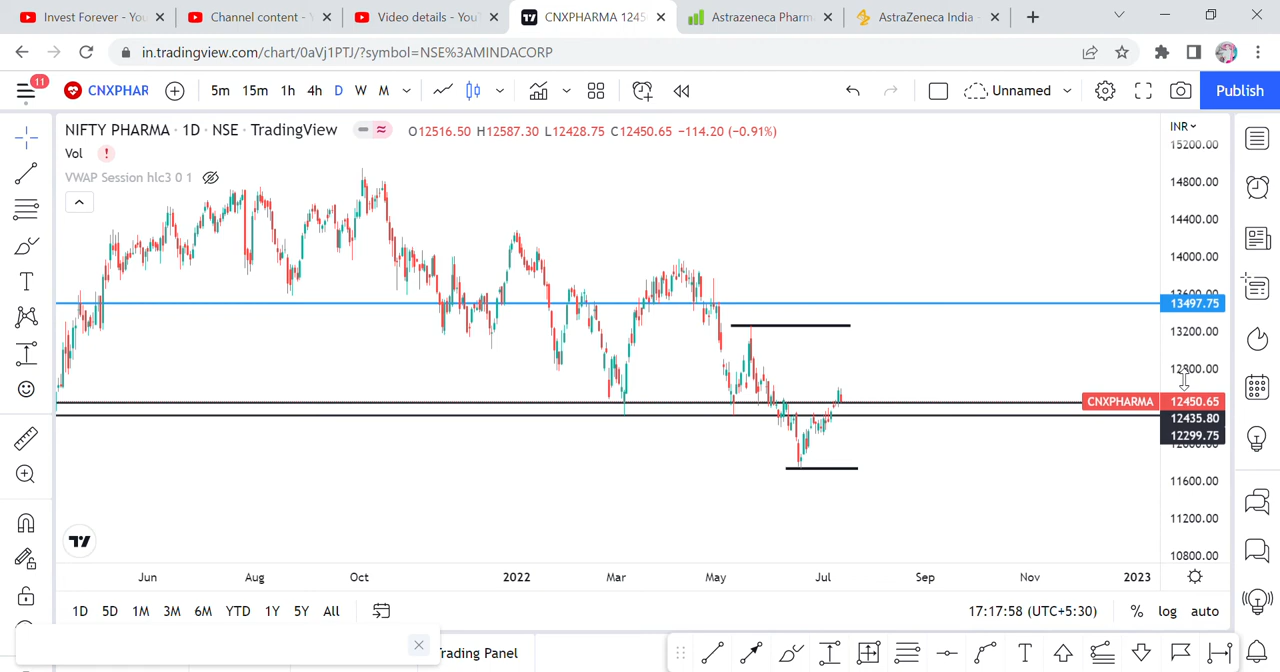 Invest Forever - You
Channel content -
Video details - You
CNXPHARMA 1245
Astrazeneca Pharm
AstraZeneca India -
in.tradingview.com/chart/0aVj1PTJ/?symbol=NSE%3AMINDACORP
11
CNXPHAR 5m 15m 1h 4h D W M Unnamed Publish
NIFTY PHARMA · 1D · NSE · TradingView O12516.50 H12587.30 L12428.75 C12450.65 −114.20 (−0.91%)
INR
Vol !
VWAP Session hlc3 0 1
15200.00
14800.00
14400.00
14000.00
13600.00
13497.75
13200.00
12800.00
CNXPHARMA 12450.65
12435.80
12299.75
12000.00
11600.00
11200.00
10800.00
Jun Aug Oct 2022 Mar May Jul Sep Nov 2023
1D 5D 1M 3M 6M YTD 1Y 5Y All 17:17:58 (UTC+5:30) % log auto
rading Panel